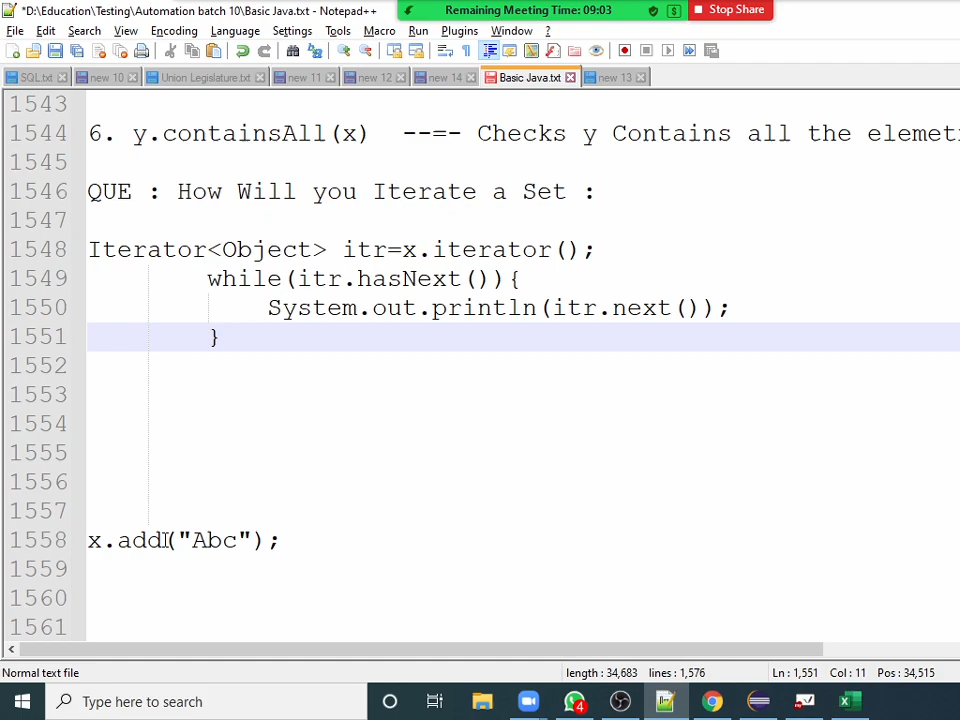 *D:\Education\Testing\Automation batch 10\Basic Java.txt - Notepad++
Remaining Meeting Time: 09:03
Stop Share
File Edit Search View Encoding Language Settings Tools Macro Run Plugins Window ?
SQL.txt new 10 Union Legislature.txt new 11 new 12 new 14 Basic Java.txt new 13
1543
1544 6. y.containsAll(x) --=- Checks y Contains all the elemeti
1545
1546 QUE : How Will you Iterate a Set :
1547
1548 Iterator<Object> itr=x.iterator();
1549 while(itr.hasNext()){
1550 System.out.println(itr.next());
1551 }
1552
1553
1554
1555
1556
1557
1558 x.add("Abc");
1559
1560
1561
Normal text file length : 34,683 lines : 1,576 Ln : 1,551 Col : 11 Pos : 34,515
Type here to search
4